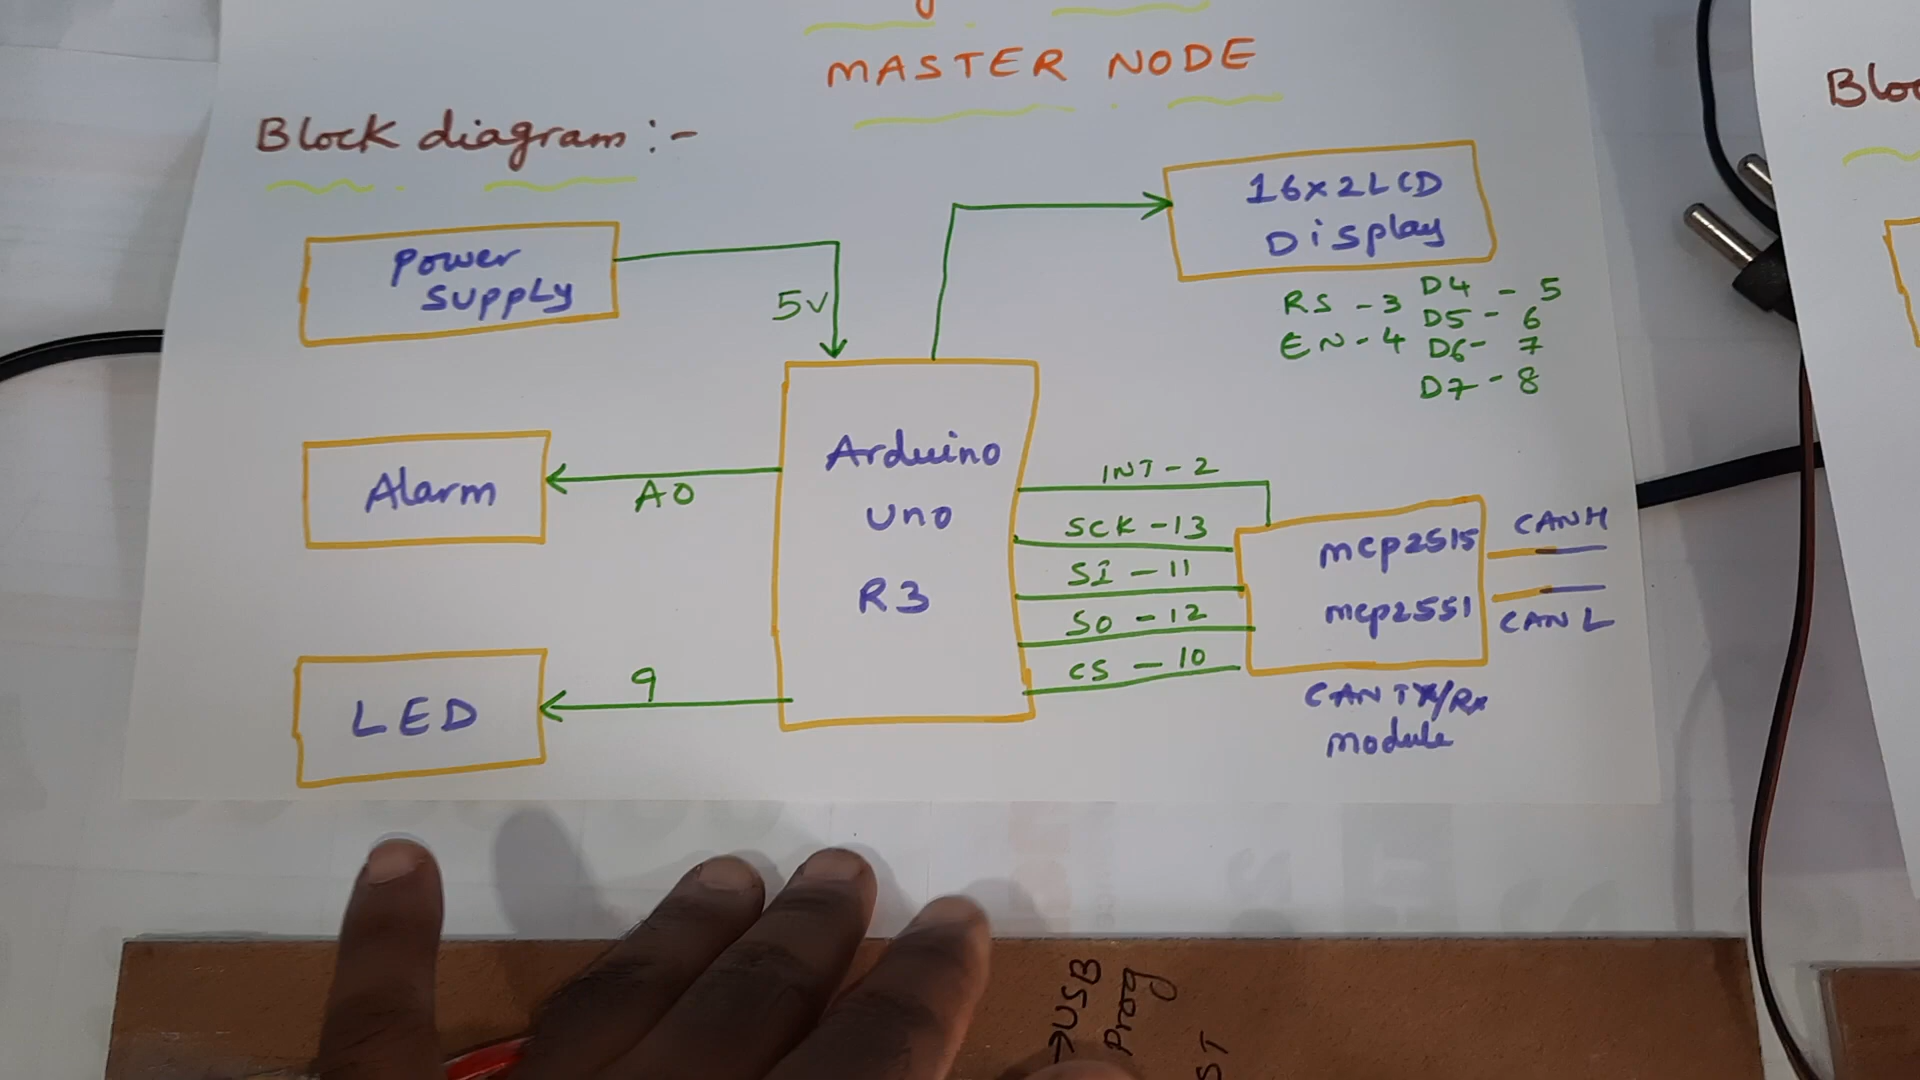 MASTER NODE
Block diagram:-
Power
Supply
5v
16x2LCD
Display
RS - 3
EN - 4
D4 - 5
D5 - 6
D6 - 7
D7 - 8
Alarm
A0
Arduino
uno
R3
INT - 2
SCK - 13
SI - 11
SO - 12
CS - 10
mcp2515
mcp2551
CANH
CANL
CAN TX/Rx
module
LED
9
→USB
Prog